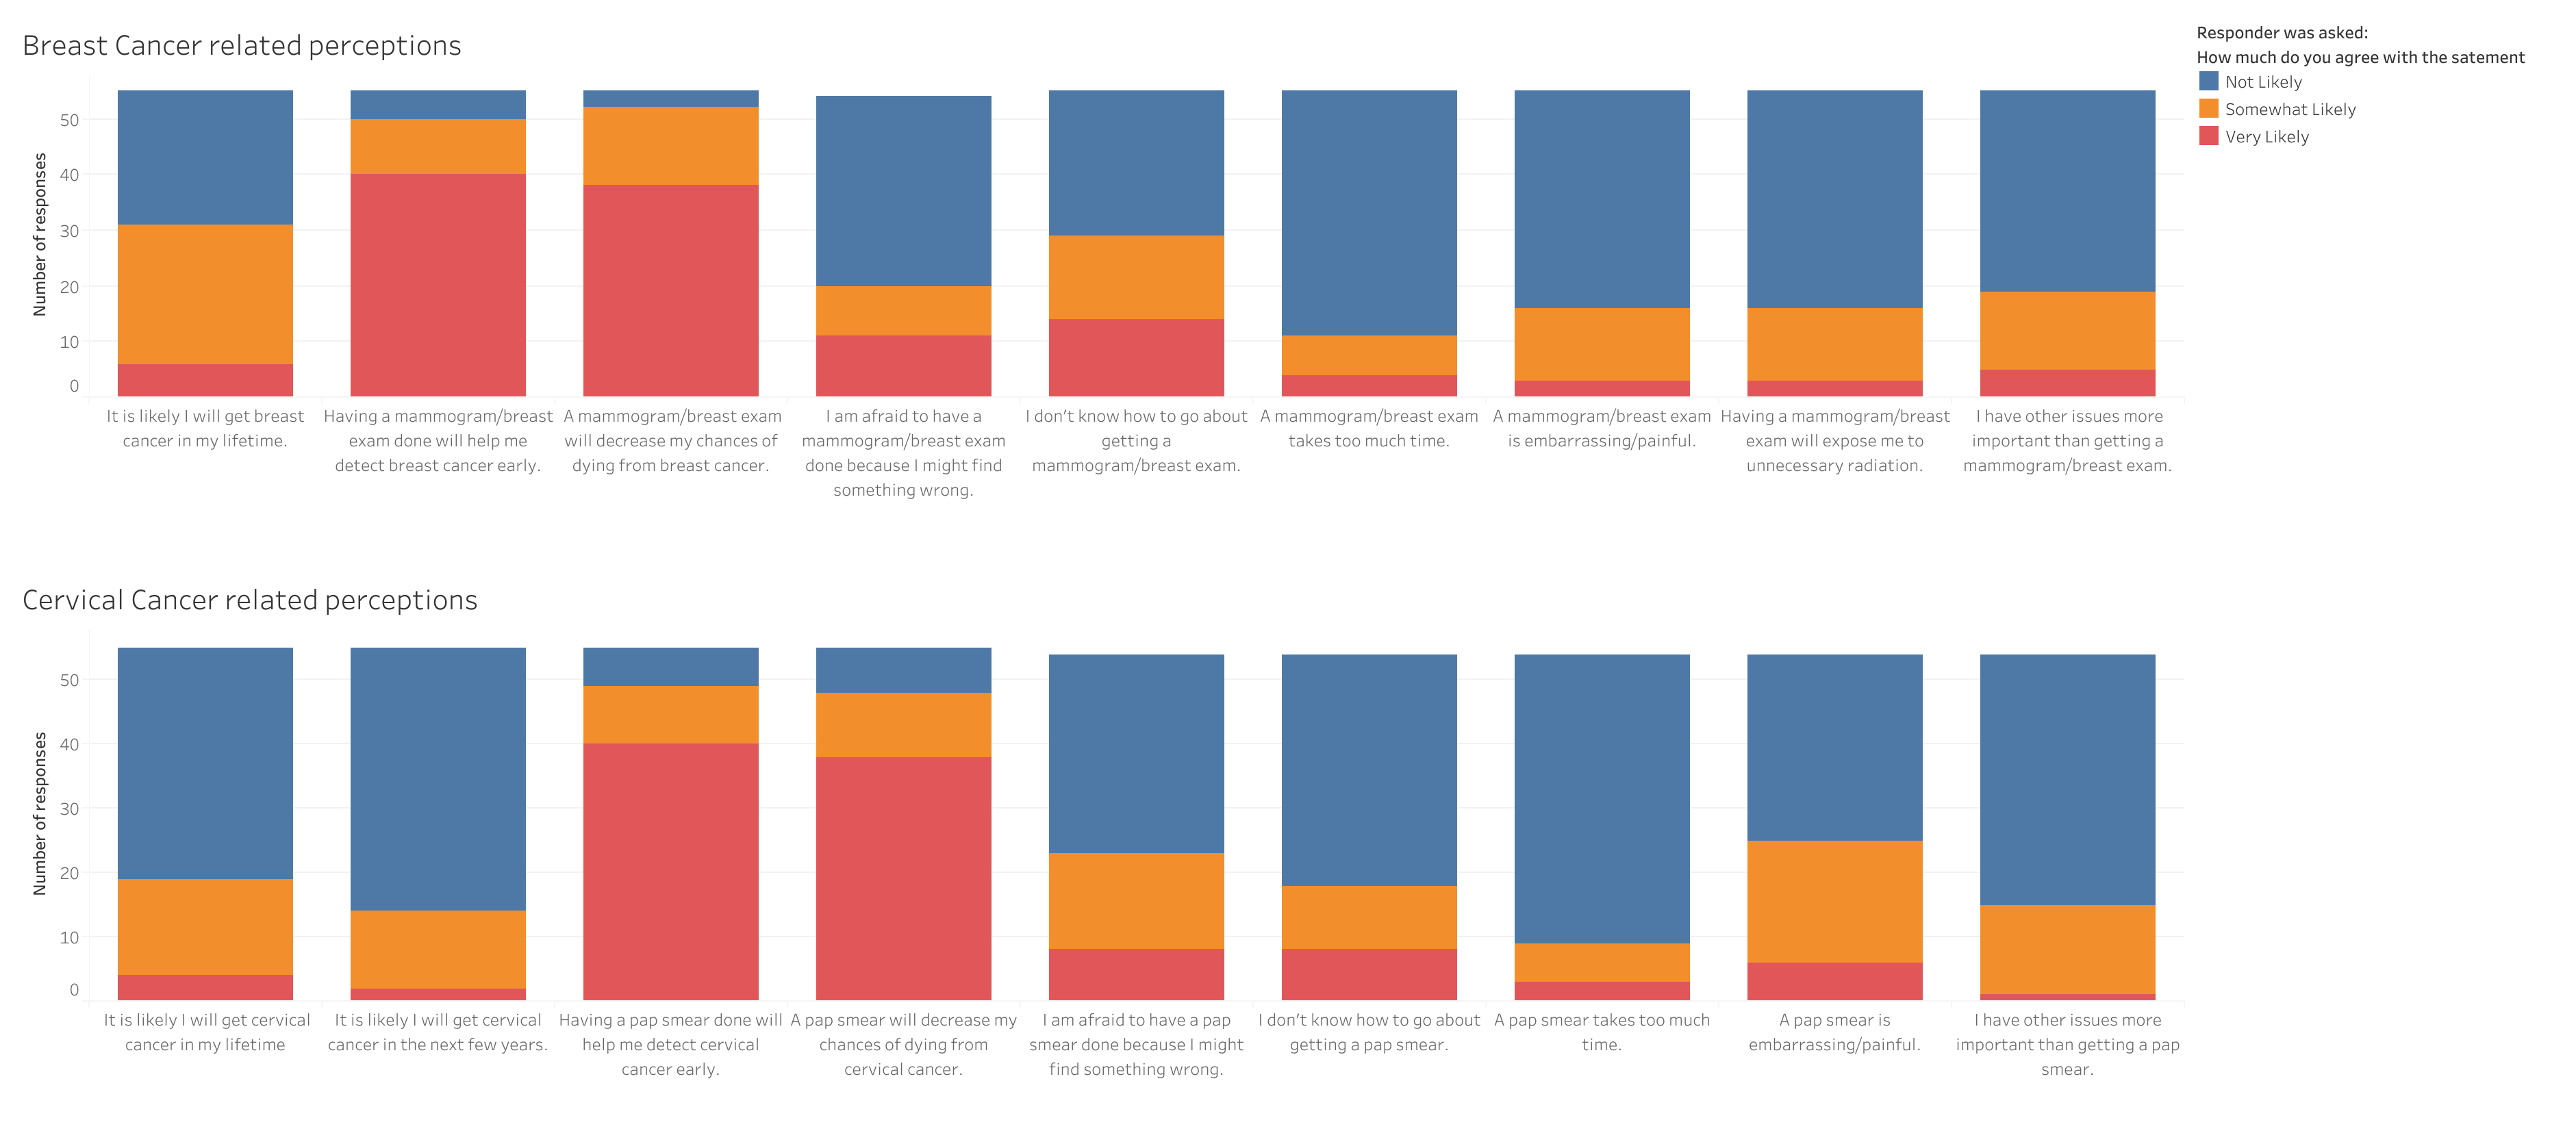 Breast Cancer related perceptions
Responder was asked:
How much do you agree with the satement
Not Likely
Somewhat Likely
Very Likely
Number of responses
50
40
30
20
10
0
It is likely I will get breast
cancer in my lifetime.
Having a mammogram/breast
exam done will help me
detect breast cancer early.
A mammogram/breast exam
will decrease my chances of
dying from breast cancer.
I am afraid to have a
mammogram/breast exam
done because I might find
something wrong.
I don’t know how to go about
getting a
mammogram/breast exam.
A mammogram/breast exam
takes too much time.
A mammogram/breast exam
is embarrassing/painful.
Having a mammogram/breast
exam will expose me to
unnecessary radiation.
I have other issues more
important than getting a
mammogram/breast exam.
Cervical Cancer related perceptions
Number of responses
50
40
30
20
10
0
It is likely I will get cervical
cancer in my lifetime
It is likely I will get cervical
cancer in the next few years.
Having a pap smear done will
help me detect cervical
cancer early.
A pap smear will decrease my
chances of dying from
cervical cancer.
I am afraid to have a pap
smear done because I might
find something wrong.
I don’t know how to go about
getting a pap smear.
A pap smear takes too much
time.
A pap smear is
embarrassing/painful.
I have other issues more
important than getting a pap
smear.